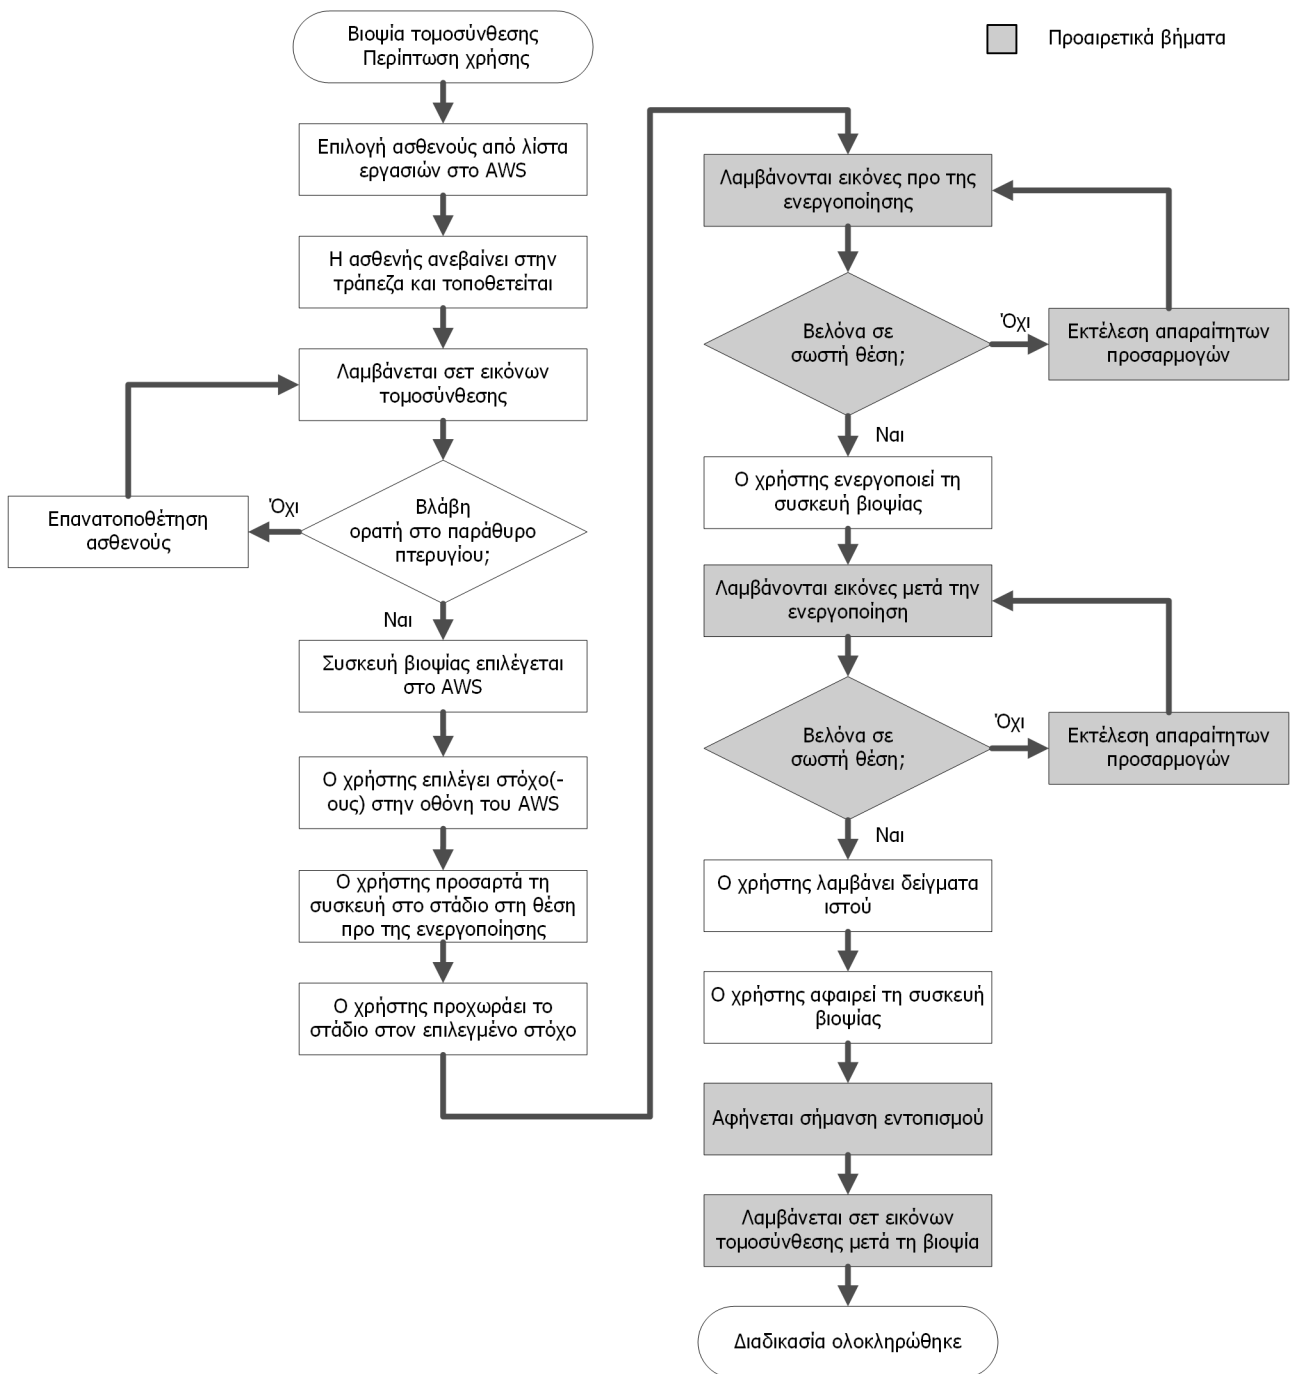 Βιοψία τομοσύνθεσης
Περίπτωση χρήσης
Προαιρετικά βήματα
Επιλογή ασθενούς από λίστα
εργασιών στο AWS
Η ασθενής ανεβαίνει στην
τράπεζα και τοποθετείται
Λαμβάνεται σετ εικόνων
τομοσύνθεσης
Βλάβη
ορατή στο παράθυρο
πτερυγίου;
Όχι
Επανατοποθέτηση
ασθενούς
Ναι
Συσκευή βιοψίας επιλέγεται
στο AWS
Ο χρήστης επιλέγει στόχο(-
ους) στην οθόνη του AWS
Ο χρήστης προσαρτά τη
συσκευή στο στάδιο στη θέση
προ της ενεργοποίησης
Ο χρήστης προχωράει το
στάδιο στον επιλεγμένο στόχο
Λαμβάνονται εικόνες προ της
ενεργοποίησης
Βελόνα σε
σωστή θέση;
Όχι
Εκτέλεση απαραίτητων
προσαρμογών
Ναι
Ο χρήστης ενεργοποιεί τη
συσκευή βιοψίας
Λαμβάνονται εικόνες μετά την
ενεργοποίηση
Βελόνα σε
σωστή θέση;
Όχι
Εκτέλεση απαραίτητων
προσαρμογών
Ναι
Ο χρήστης λαμβάνει δείγματα
ιστού
Ο χρήστης αφαιρεί τη συσκευή
βιοψίας
Αφήνεται σήμανση εντοπισμού
Λαμβάνεται σετ εικόνων
τομοσύνθεσης μετά τη βιοψία
Διαδικασία ολοκληρώθηκε